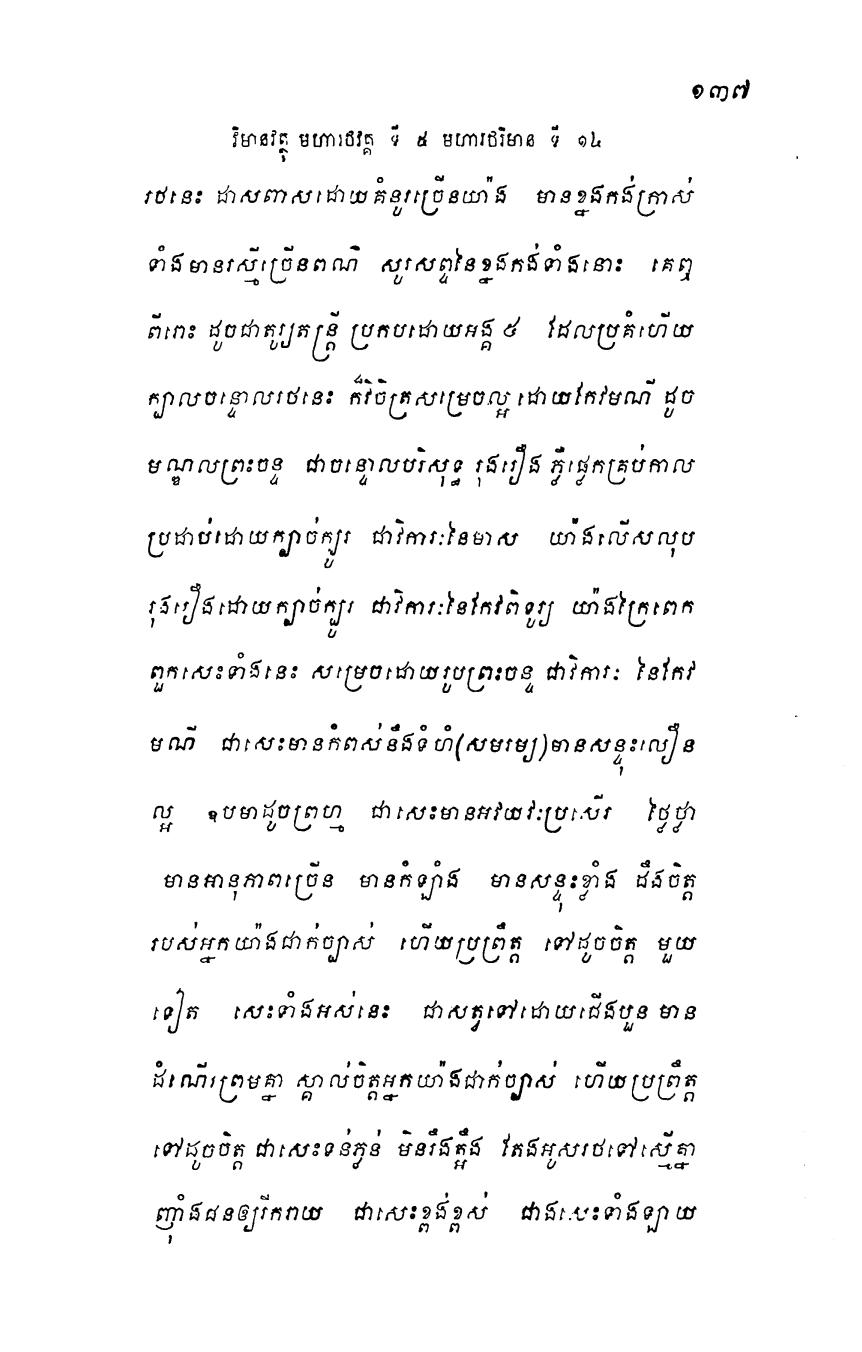 ១៣៧
វិមានវត្ថុ មហារថវគ្គ ទី ៥ មហារថវិមាន ទី ១៤
រថនេះ ដាសពាសដោយគំនូរច្រើនយ៉ាង មានខ្នងកង់ក្រាស់
ទាំងមានរស្មីច្រើនពណ៌ សូរសព្ទនៃខ្នងកង់ទាំងនោះ គេឮ
ពីរោះ ដូចជាតូរ្យតន្ត្រី ប្រកបដោយអង្គ ៥ ដែលប្រគំហើយ
ក្បាលចន្ទោលរថនេះ ក៏វិចិត្រសម្រេចល្អ ដោយកែវមណី ដូច
មណ្ឌលព្រះចន្ទ ជាចន្ទោលបរិសុទ្ធ រុងរឿង ភ្លឺផ្លេកគ្រប់កាល
ប្រដាប់ដោយក្បាច់ក្បូរ ជាវិការៈនៃមាស យ៉ាងលើសលុប
រុងរឿងដោយក្បាច់ក្បូរ ជាវិការៈនៃកែវពិទូរ្យ យ៉ាងក្រៃពេក
ពួកសេះទាំងនេះ សម្រេចដោយរូបព្រះចន្ទ ជាវិការៈ នៃកែវ
មណី ជាសេះមានកំពស់នឹងទំហំ(សមរម្យ)មានសន្ទុះលឿន
ល្អ ឧបមាដូចព្រហ្ម ជាសេះមានអវយវៈប្រសើរ ថ្លៃថ្លា
មានអានុភាពច្រើន មានកំឡាំង មានសន្ទុះខ្លាំង ដឹងចិត្ត
របស់អ្នកយ៉ាងជាក់ច្បាស់ ហើយប្រព្រឹត្ត ទៅដូចចិត្ត មួយ
ទៀត សេះទាំងអស់នេះ ជាសត្វទៅដោយជើងបួន មាន
ដំណើរព្រមគ្នា ស្គាល់ចិត្តអ្នកយ៉ាងជាក់ច្បាស់ ហើយប្រព្រឹត្ត
ទៅដូចចិត្ត ជាសេះទន់ភ្លន់ មិនរឹងត្អឹង តែងអូសរថទៅស្មើគ្នា
ញុំាងជនឲ្យរីករាយ ជាសេះខ្ពង់ខ្ពស់ ជាងសេះទាំងឡាយ